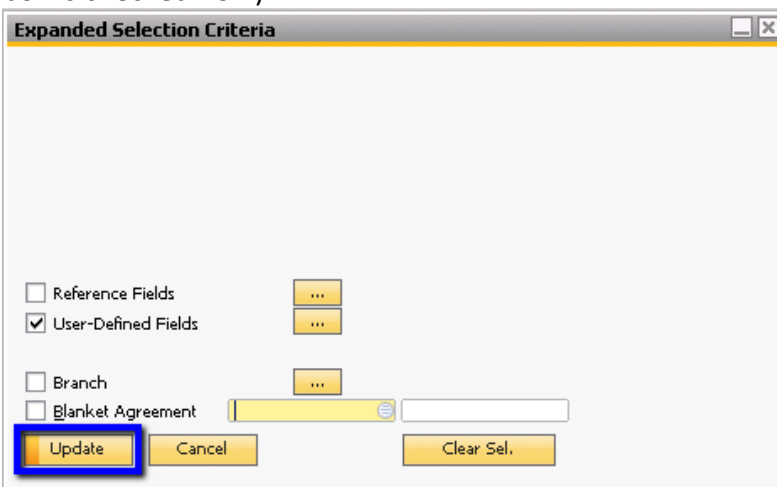 Expanded Selection Criteria
Reference Fields ...
User-Defined Fields ...
Branch ...
Blanket Agreement
Update Cancel Clear Sel.